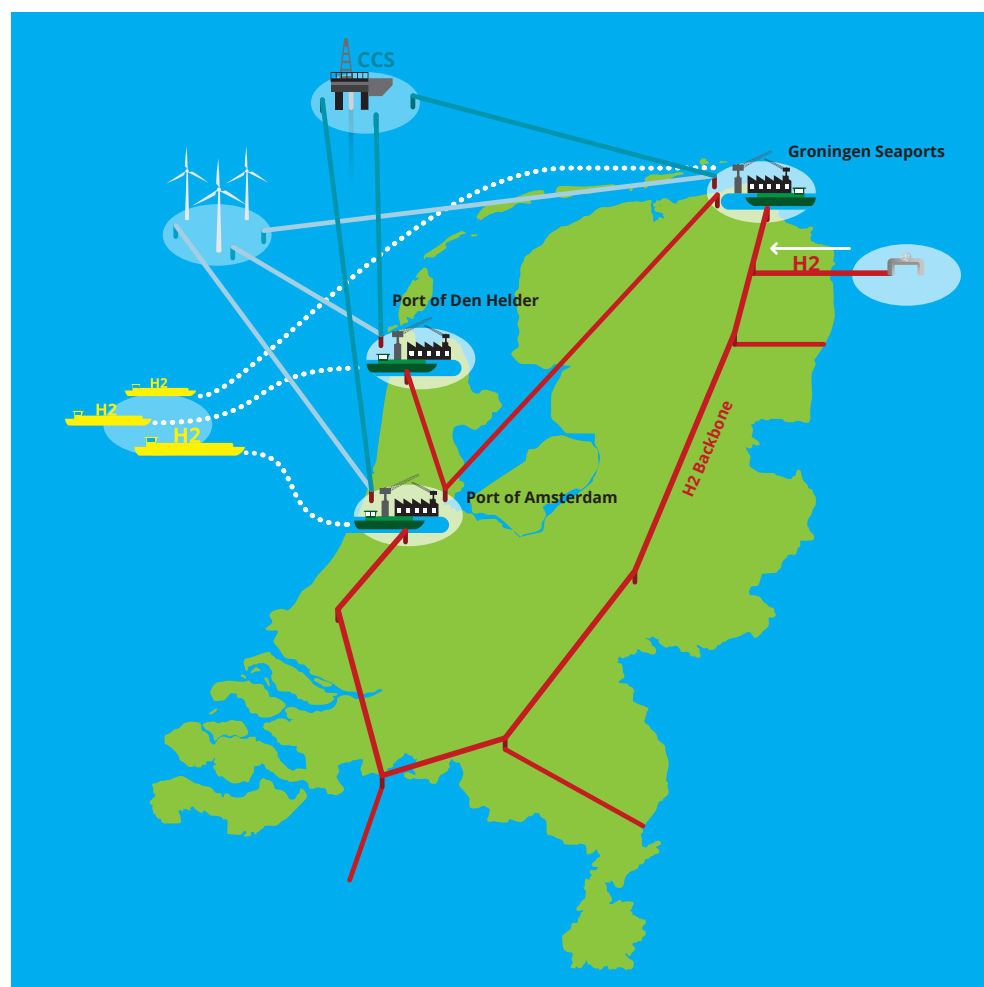 CCS
Groningen Seaports
H2
Port of Den Helder
H2
H2
H2
H2 Backbone
Port of Amsterdam